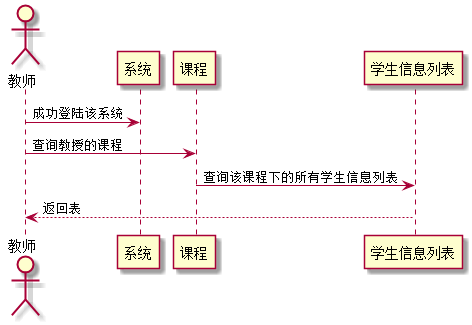 教师
系统
课程
学生信息列表
成功登陆该系统
查询教授的课程
查询该课程下的所有学生信息列表
返回表
教师
系统
课程
学生信息列表